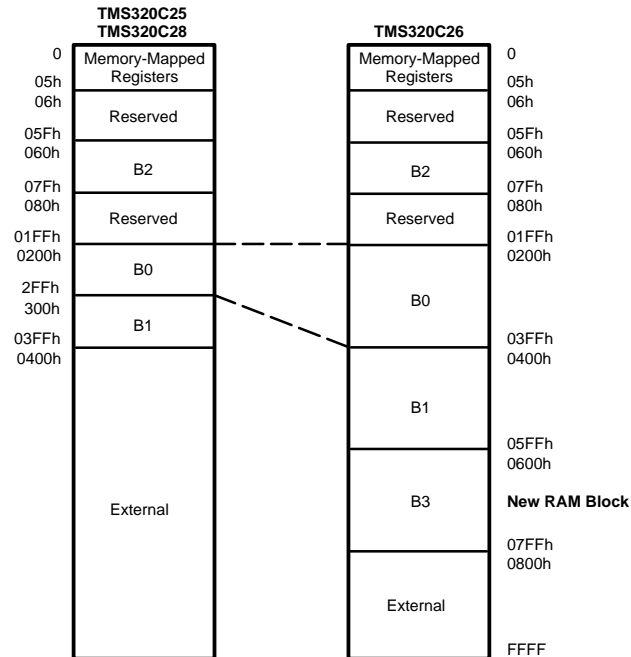 TMS320C25
TMS320C28
0
Memory-Mapped
Registers
05h
06h
Reserved
05Fh
060h
B2
07Fh
080h
Reserved
01FFh
0200h
B0
2FFh
300h
B1
03FFh
0400h
External
TMS320C26
Memory-Mapped
Registers
0
05h
06h
Reserved
05Fh
060h
B2
07Fh
080h
Reserved
01FFh
0200h
B0
03FFh
0400h
B1
05FFh
0600h
B3
New RAM Block
07FFh
0800h
External
FFFF